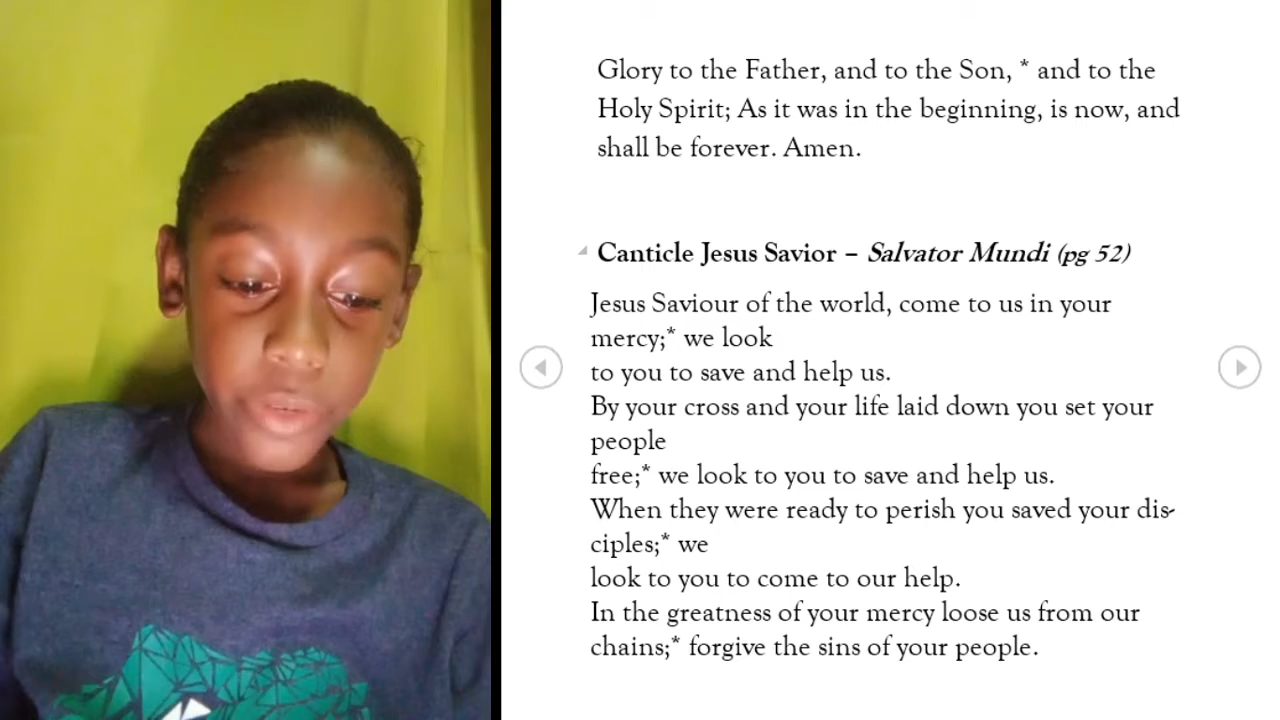 Glory to the Father, and to the Son, * and to the
Holy Spirit; As it was in the beginning, is now, and
shall be forever. Amen.
Canticle Jesus Savior – Salvator Mundi (pg 52)
Jesus Saviour of the world, come to us in your
mercy;* we look
to you to save and help us.
By your cross and your life laid down you set your
people
free;* we look to you to save and help us.
When they were ready to perish you saved your dis-
ciples;* we
look to you to come to our help.
In the greatness of your mercy loose us from our
chains;* forgive the sins of your people.